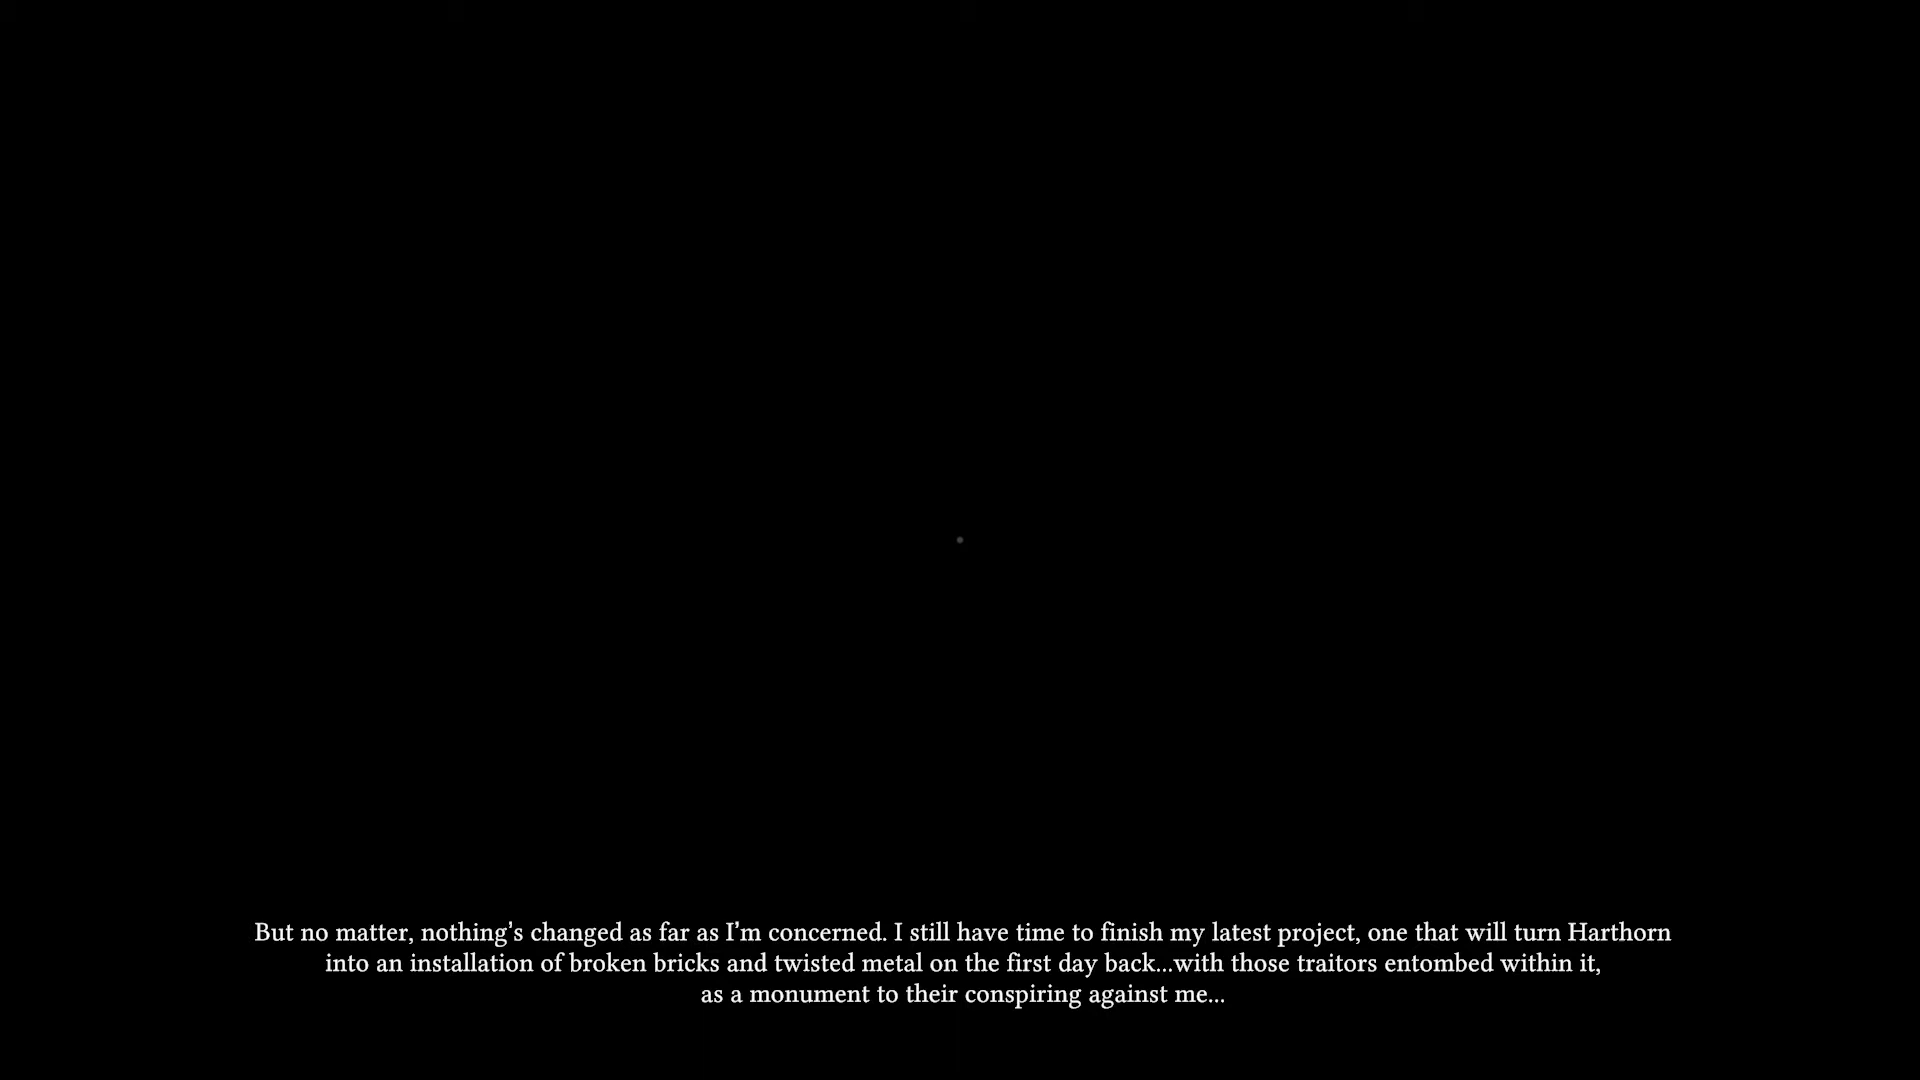 But no matter, nothing's changed as far as I'm concerned. I still have time to finish my latest project, one that will turn Harthorn
into an installation of broken bricks and twisted metal on the first day back...with those traitors entombed within it,
as a monument to their conspiring against me...